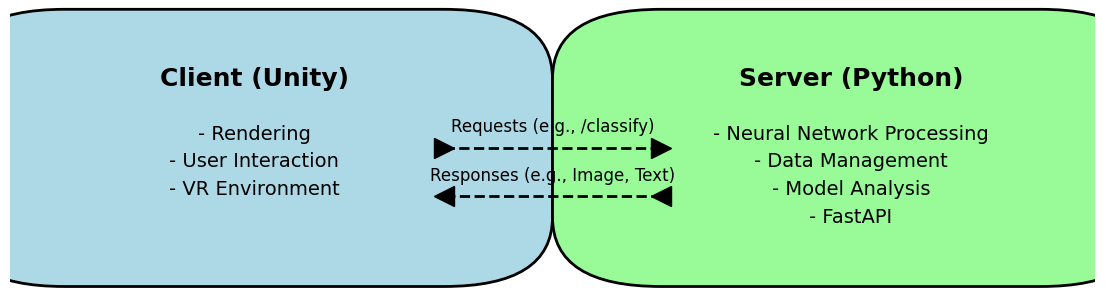 Client (Unity)
- Rendering
- User Interaction
- VR Environment
Requests (e.g., /classify)
Responses (e.g., Image, Text)
Server (Python)
- Neural Network Processing
- Data Management
- Model Analysis
- FastAPI